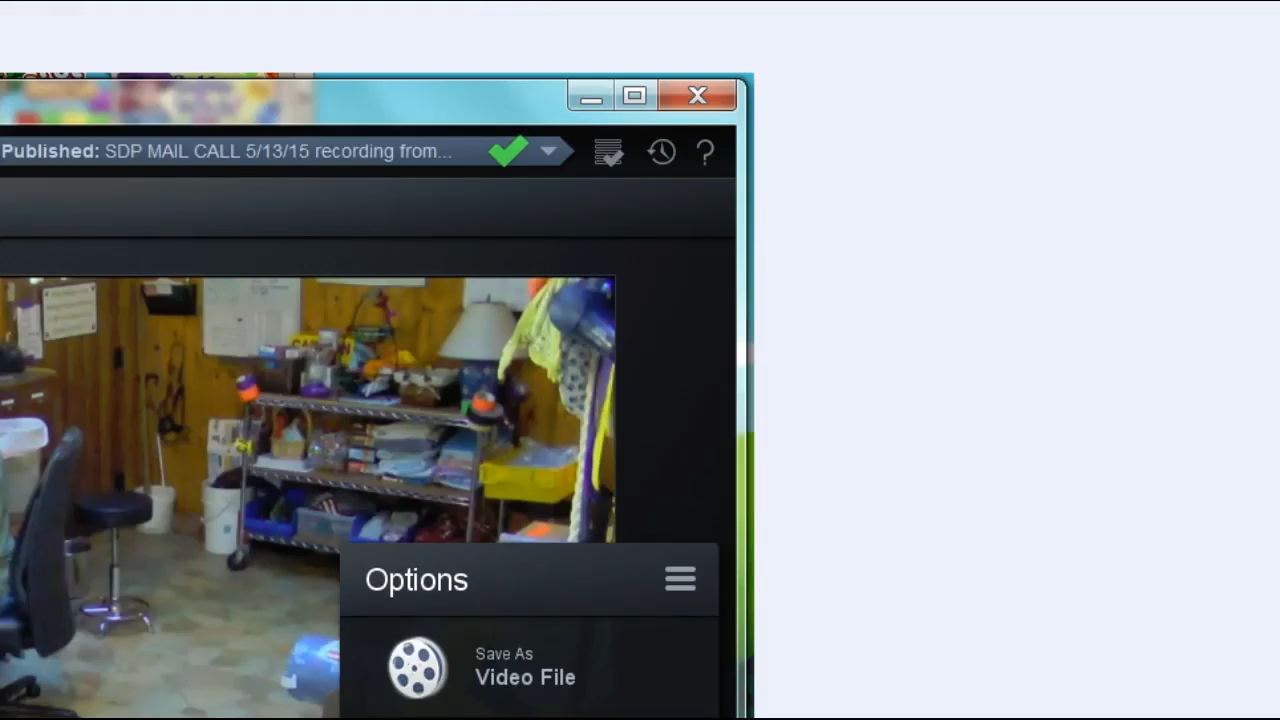 Published: SDP MAIL CALL 5/13/15 recording from...
Options
Save As
Video File